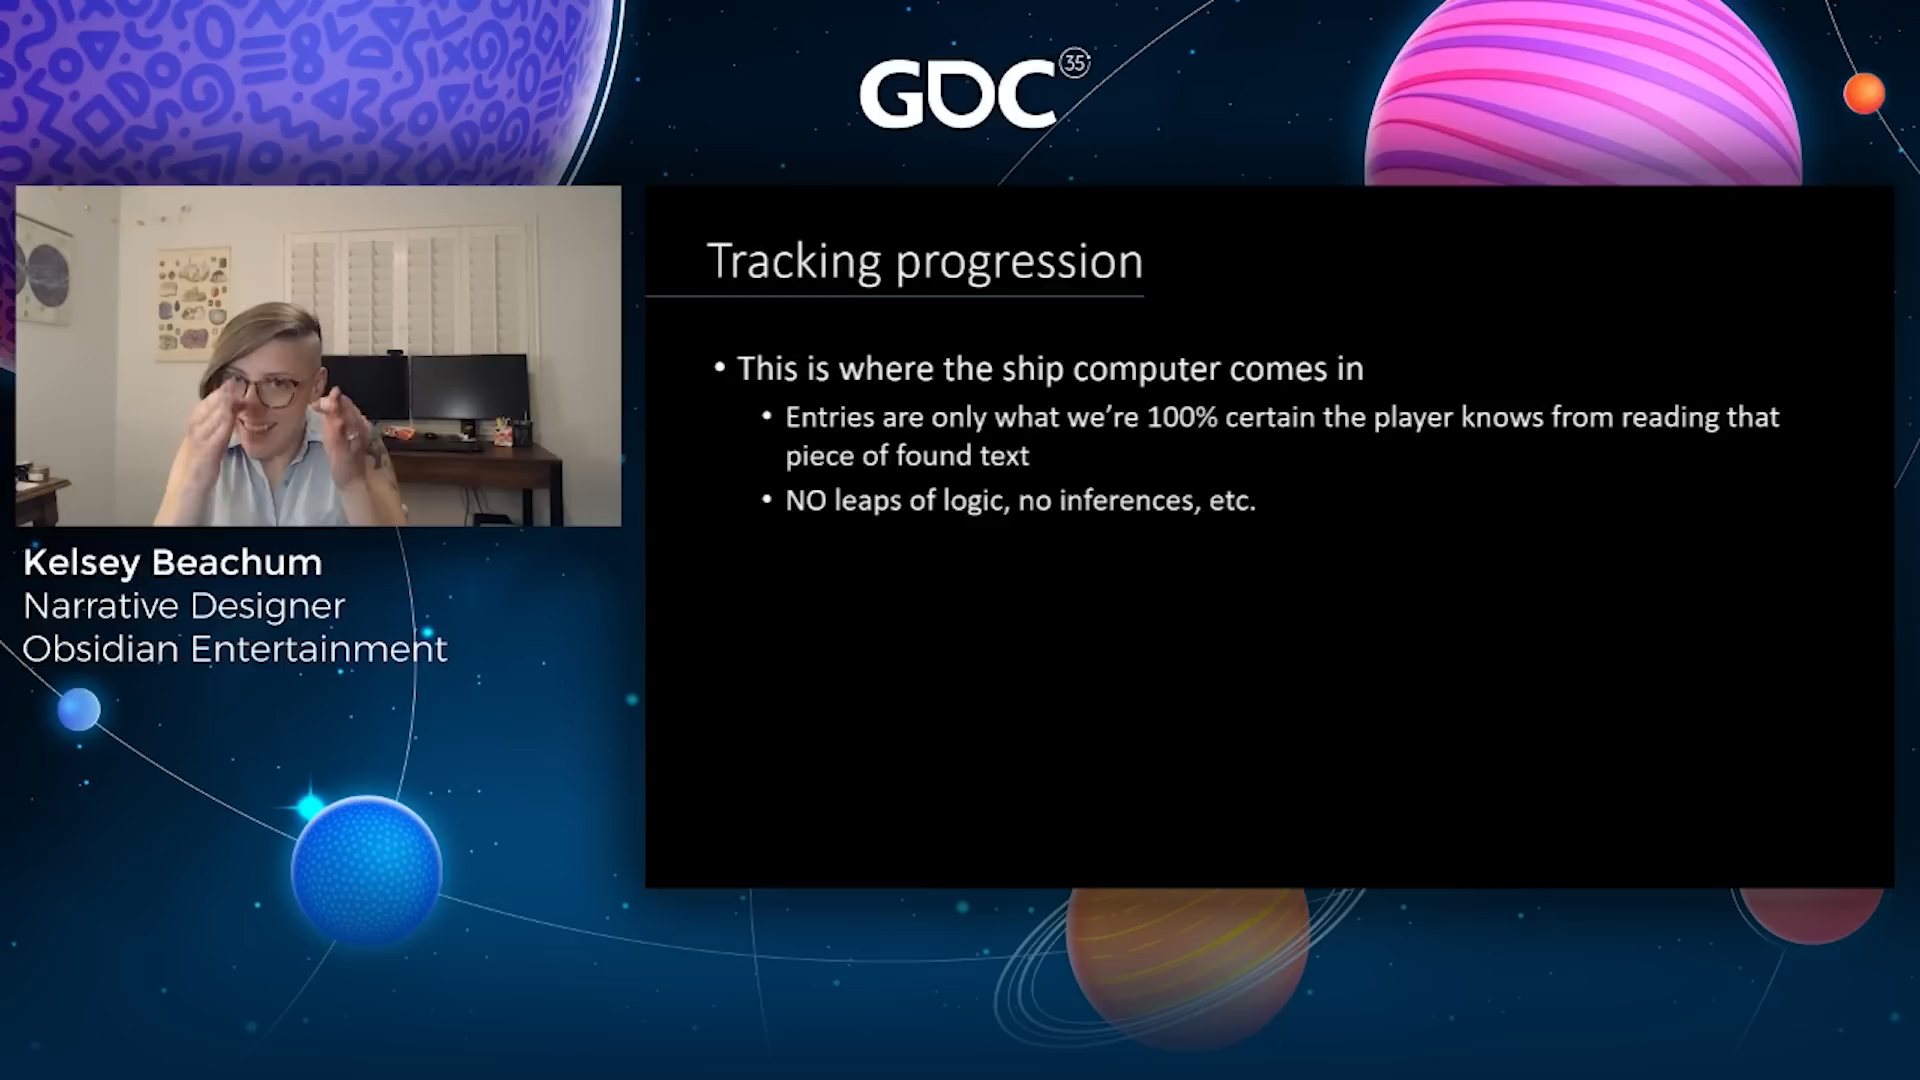 GDC 35
Tracking progression
• This is where the ship computer comes in
• Entries are only what we're 100% certain the player knows from reading that
piece of found text
• NO leaps of logic, no inferences, etc.
Kelsey Beachum
Narrative Designer
Obsidian Entertainment